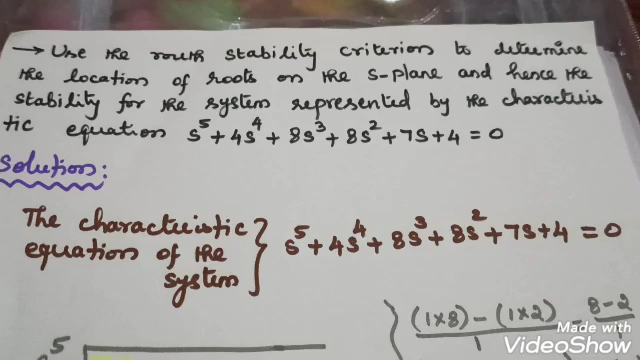 → Use the routh stability criterion to determine
the location of roots on the s-plane and hence the
stability for the system represented by the characteris
tic equation s⁵ + 4s⁴ + 8s³ + 8s² + 7s + 4 = 0
Solution:
The characteristic
equation of the
system } s⁵ + 4s⁴ + 8s³ + 8s² + 7s + 4 = 0
(1×8) - (1×2) / 1 = 8-2 / 1
s⁵
Made with
VideoShow